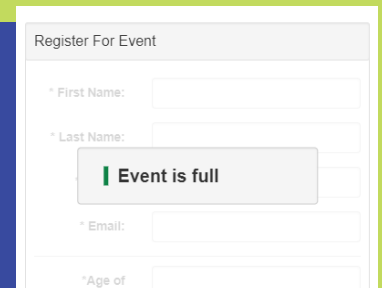 Register For Event
* First Name:
* Last Name:
Event is full
* Email:
*Age of